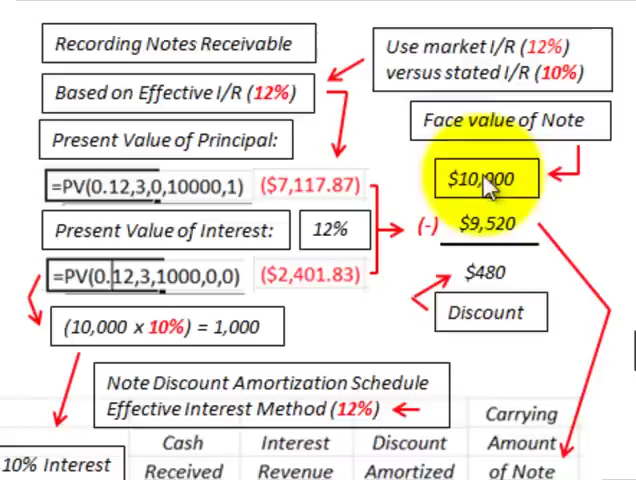 Recording Notes Receivable
Use market I/R (12%)
versus stated I/R (10%)
Based on Effective I/R (12%)
Face value of Note
Present Value of Principal:
=PV(0.12,3,0,10000,1)
($7,117.87)
$10,000
Present Value of Interest:
12%
(-)
$9,520
=PV(0.12,3,1000,0,0)
($2,401.83)
$480
Discount
(10,000 x 10%) = 1,000
Note Discount Amortization Schedule
Effective Interest Method (12%)
10% Interest
Cash
Received
Interest
Revenue
Discount
Amortized
Carrying
Amount
of Note